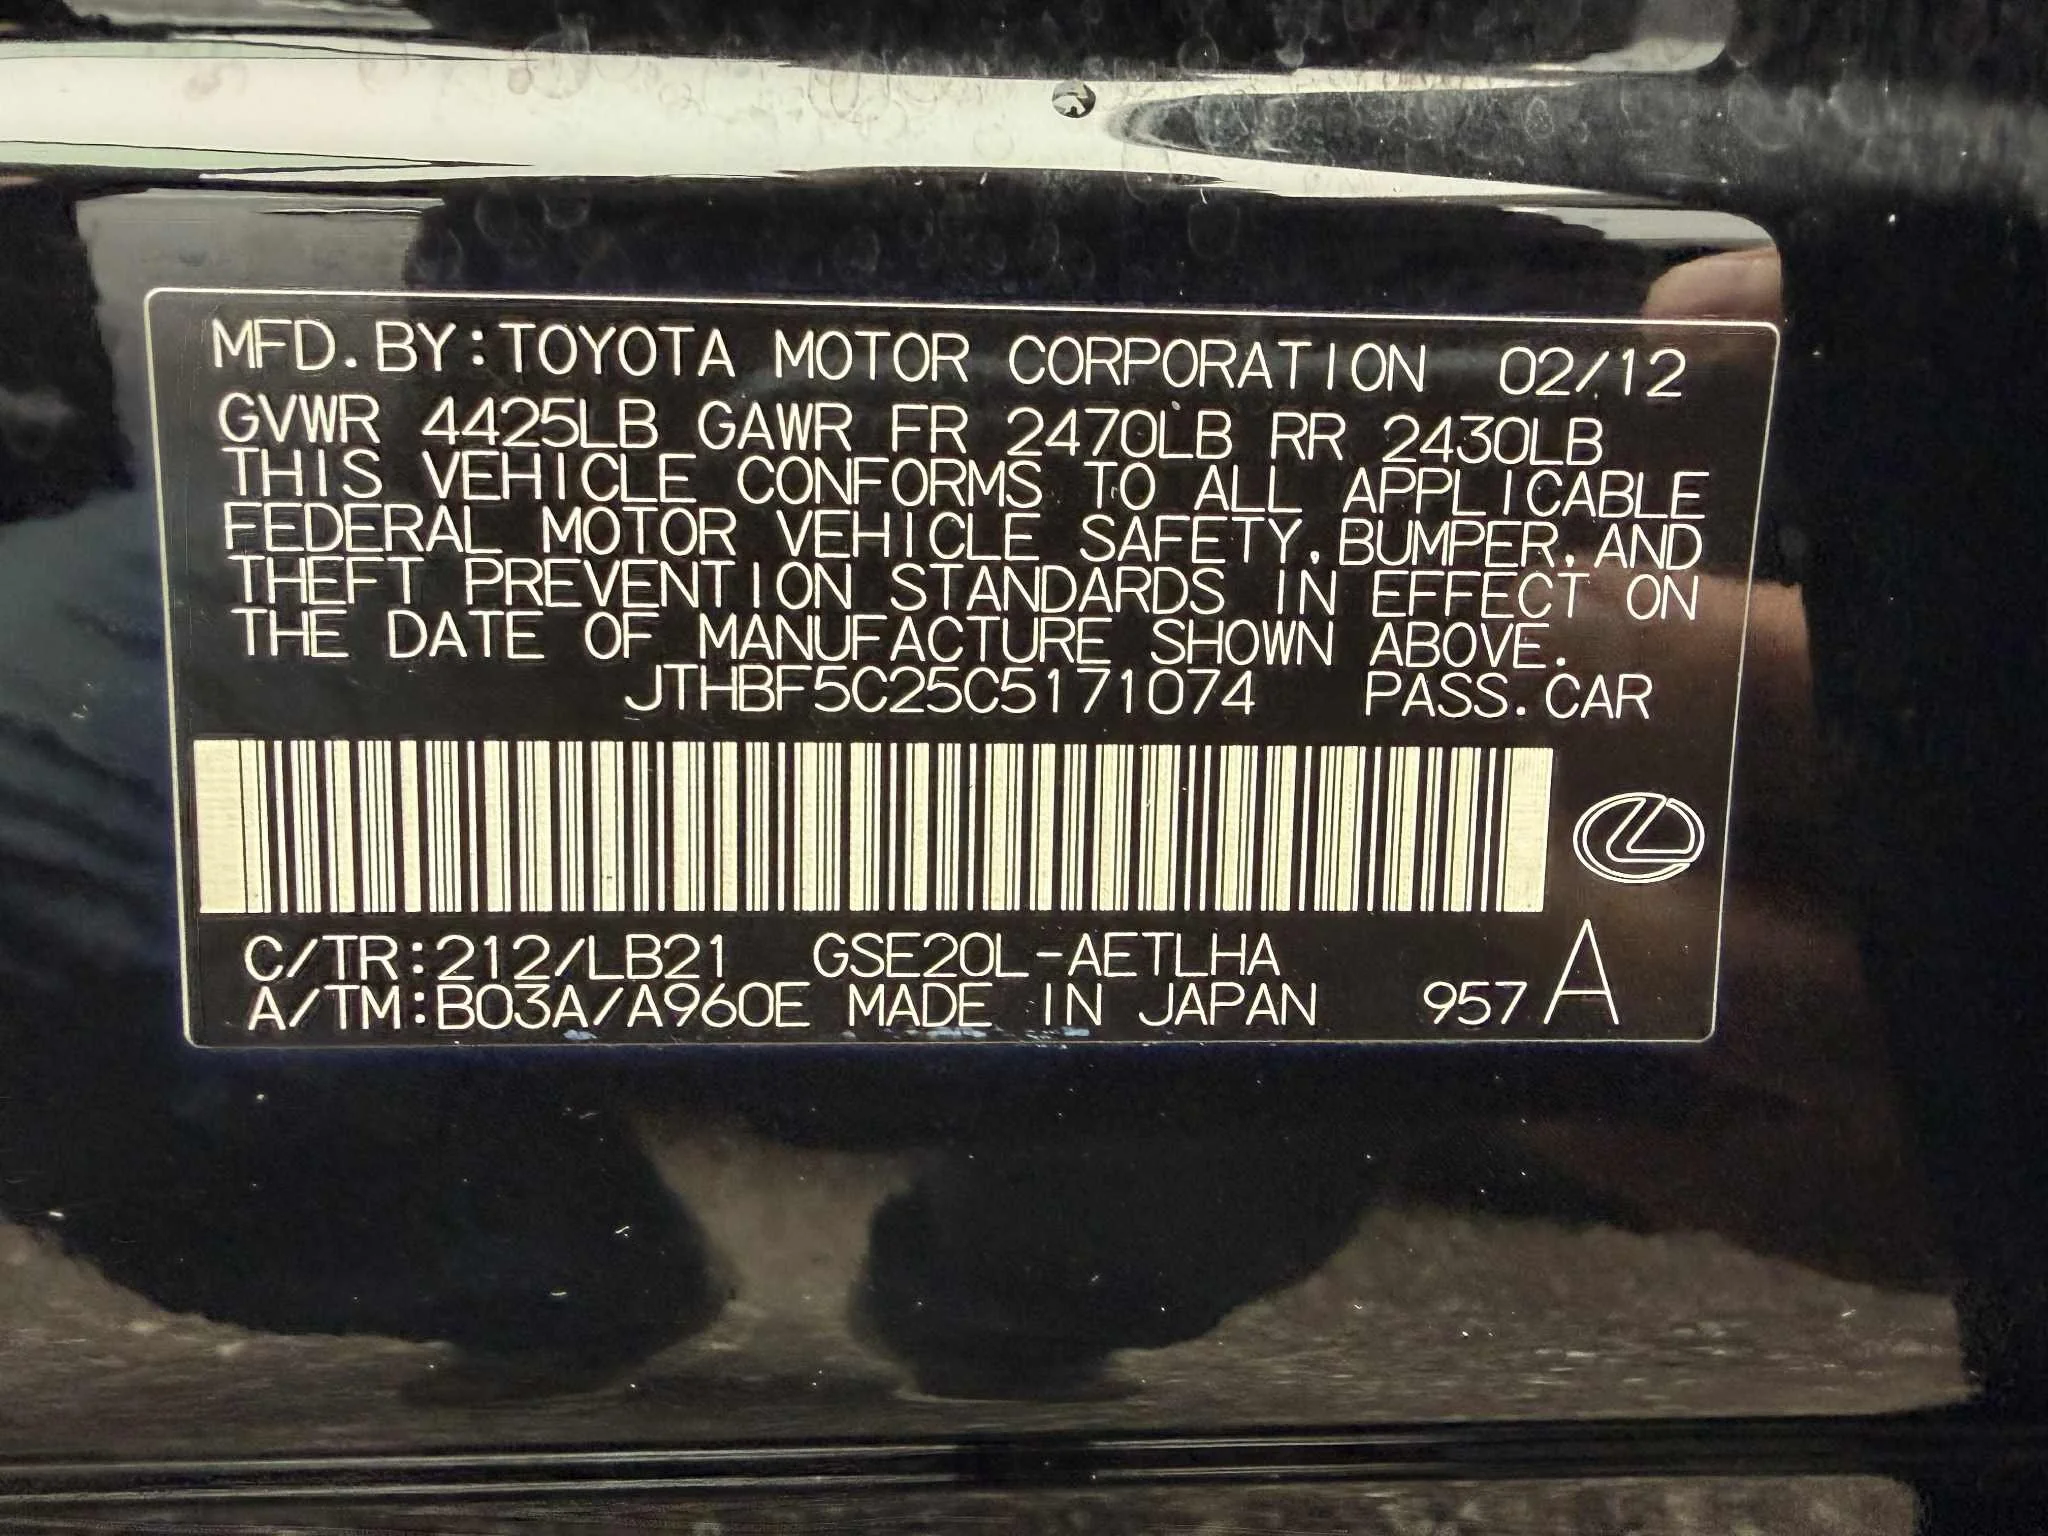 MFD. BY: TOYOTA MOTOR CORPORATION 02/12
GVWR 4425LB GAWR FR 2470LB RR 2430LB
THIS VEHICLE CONFORMS TO ALL APPLICABLE
FEDERAL MOTOR VEHICLE SAFETY, BUMPER, AND
THEFT PREVENTION STANDARDS IN EFFECT ON
THE DATE OF MANUFACTURE SHOWN ABOVE.
JTHBF5C25C5171074 PASS. CAR
C/TR: 212/LB21 GSE20L-AETLHA
A/TM: B03A/A960E MADE IN JAPAN 957 A